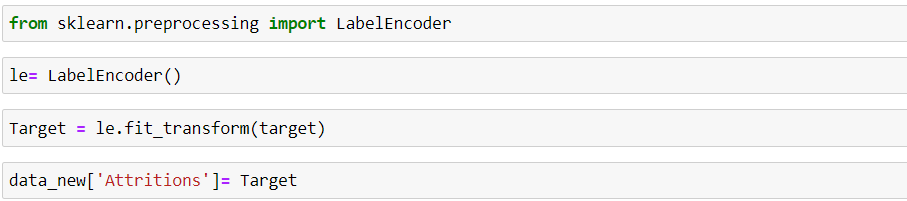 from sklearn.preprocessing import LabelEncoder
le= LabelEncoder()
Target = le.fit_transform(target)
data_new['Attritions']= Target